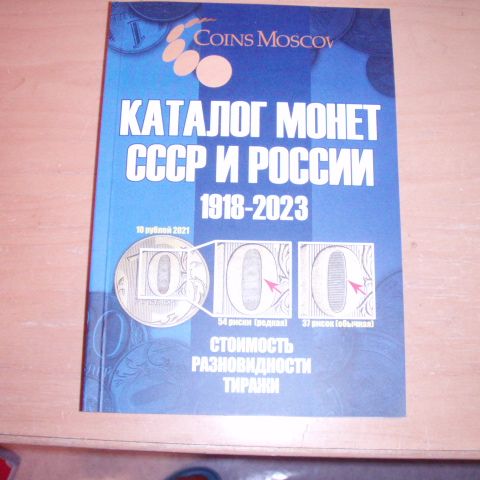 COINS MOSCOW
КАТАЛОГ МОНЕТ
СССР И РОССИИ
1918-2023
10 рублей 2021
54 риски (редкая)
37 рисок (обычная)
СТОИМОСТЬ
РАЗНОВИДНОСТИ
ТИРАЖИ